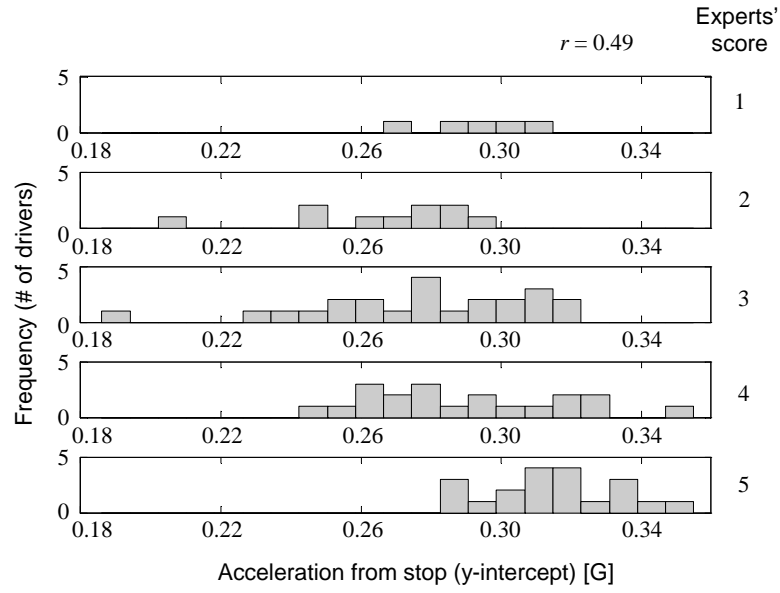 Experts'
score
r = 0.49
5
0
0.18 0.22 0.26 0.30 0.34
1
5
0
0.18 0.22 0.26 0.30 0.34
2
5
0
0.18 0.22 0.26 0.30 0.34
3
5
0
0.18 0.22 0.26 0.30 0.34
4
5
0
0.18 0.22 0.26 0.30 0.34
5
Frequency (# of drivers)
Acceleration from stop (y-intercept) [G]